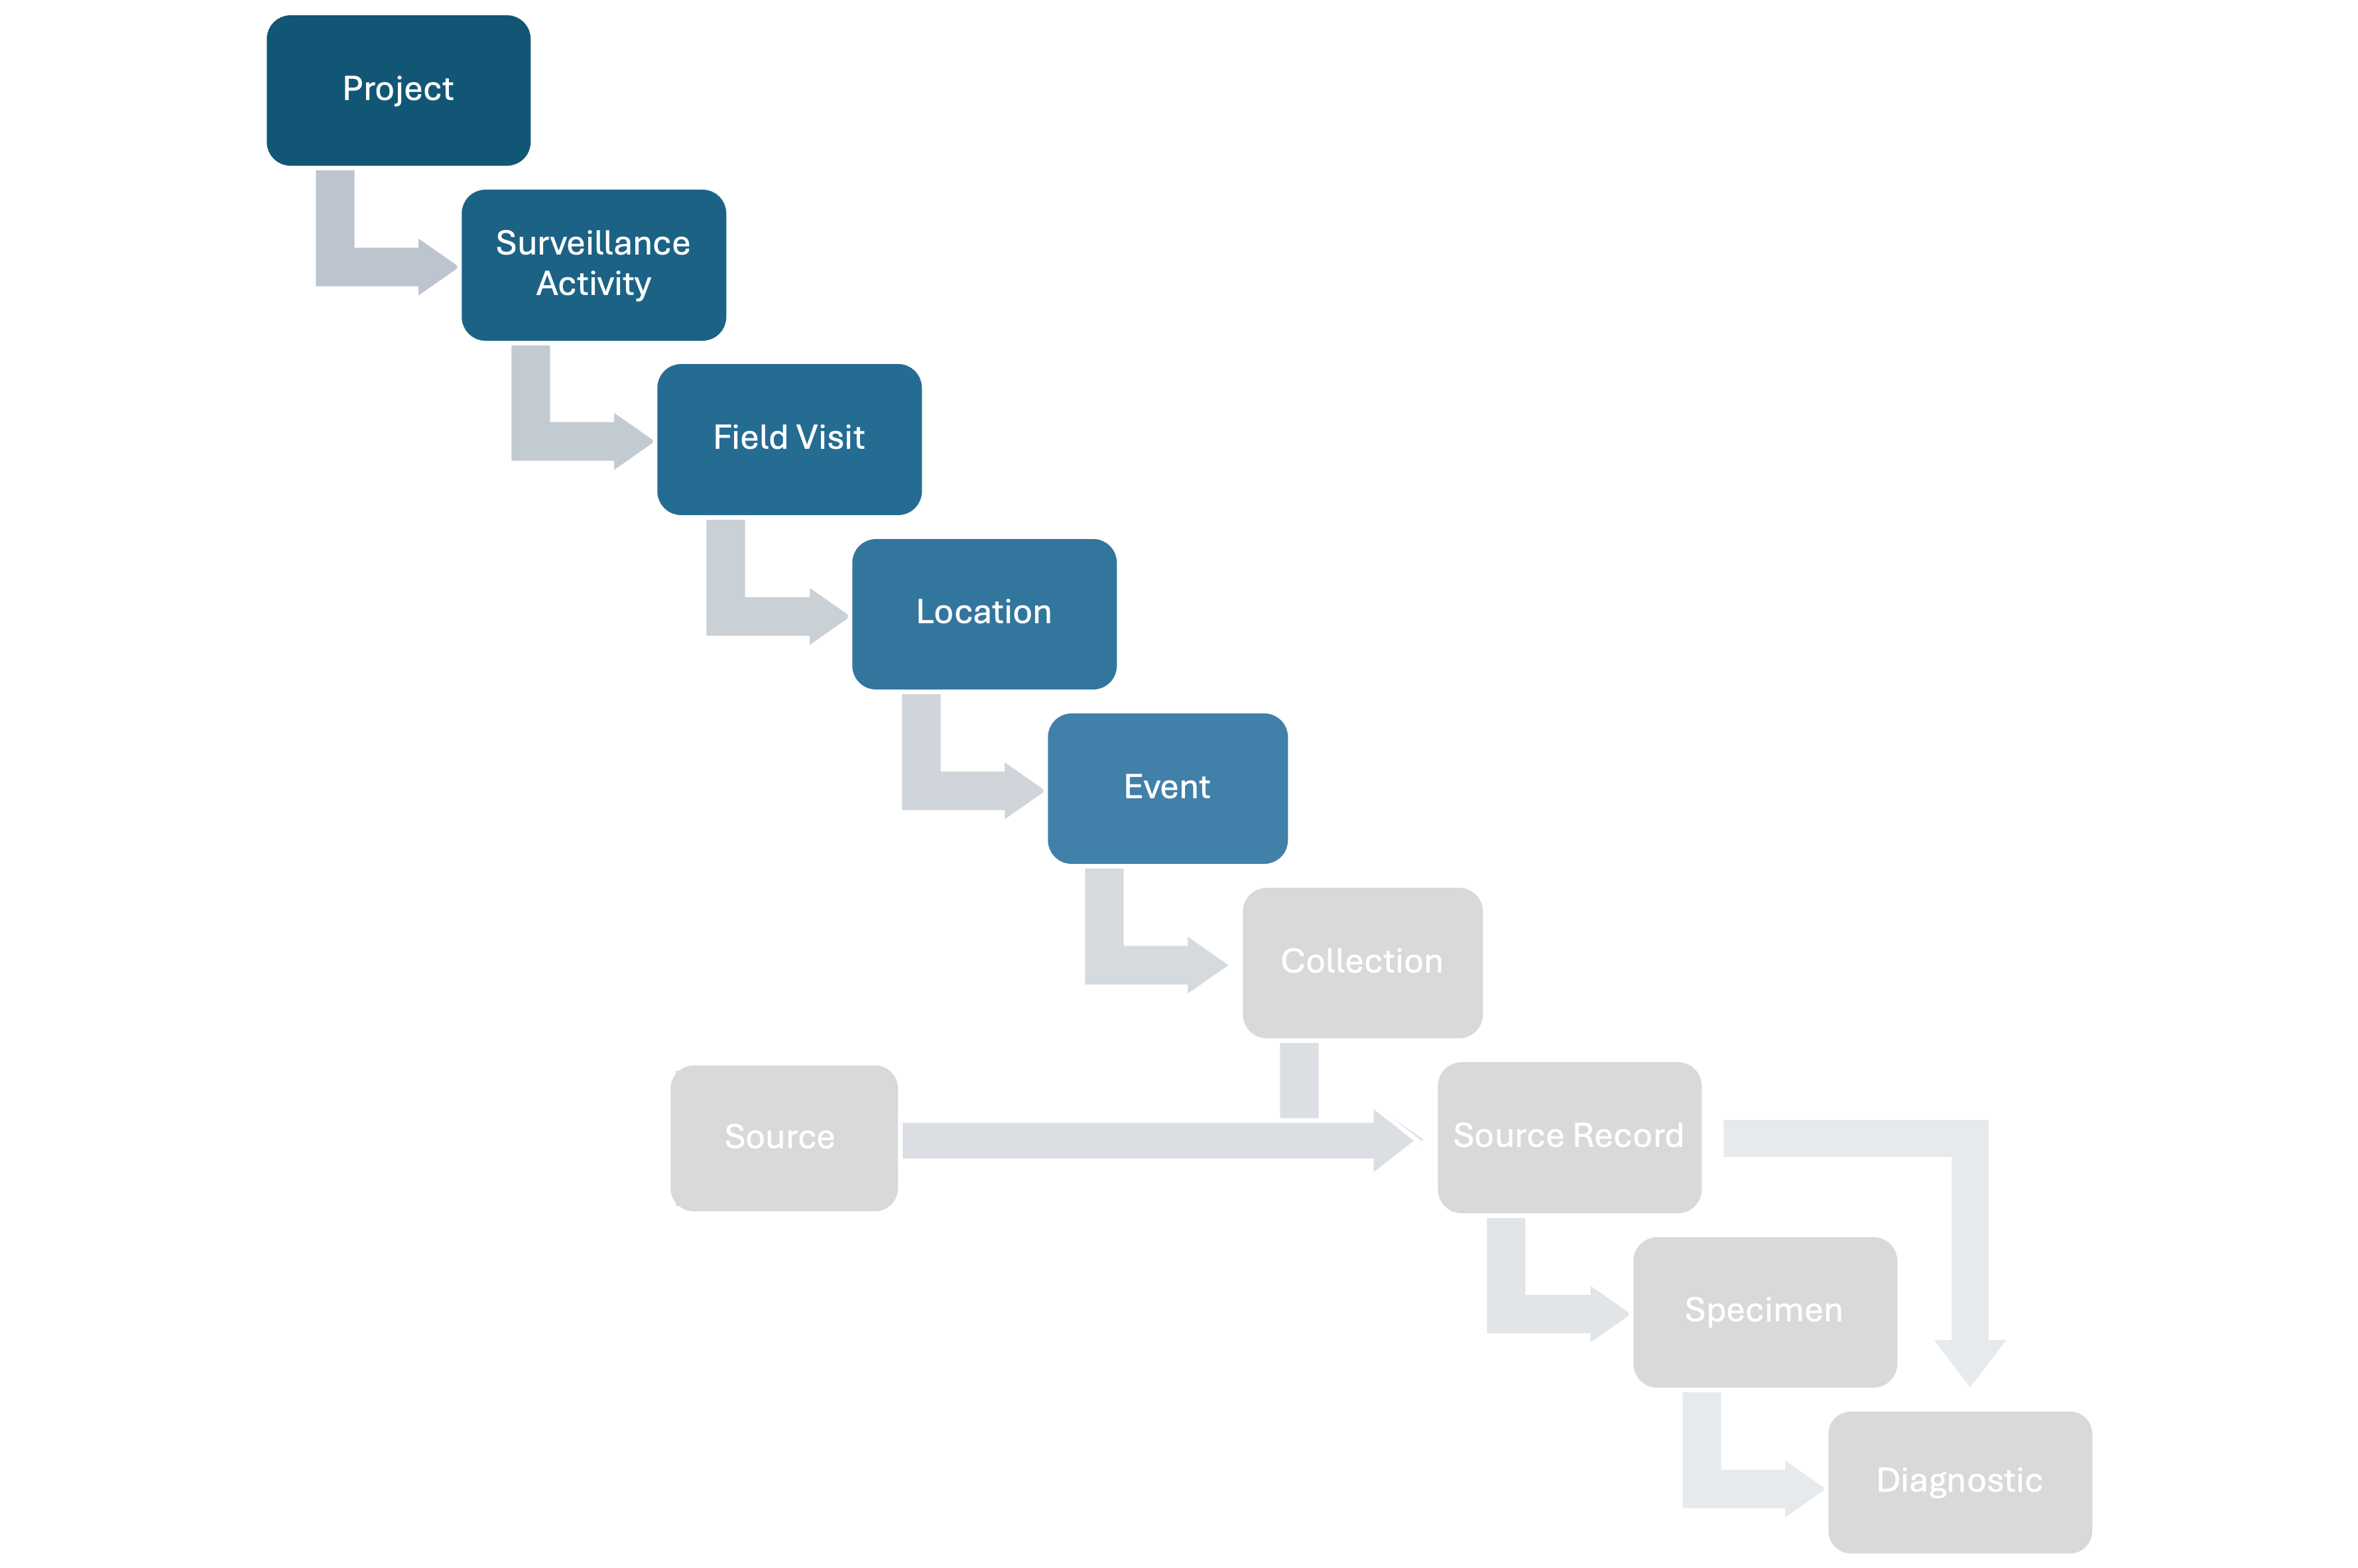 Project
Surveillance
Activity
Field Visit
Location
Event
Collection
Source
Source Record
Specimen
Diagnostic